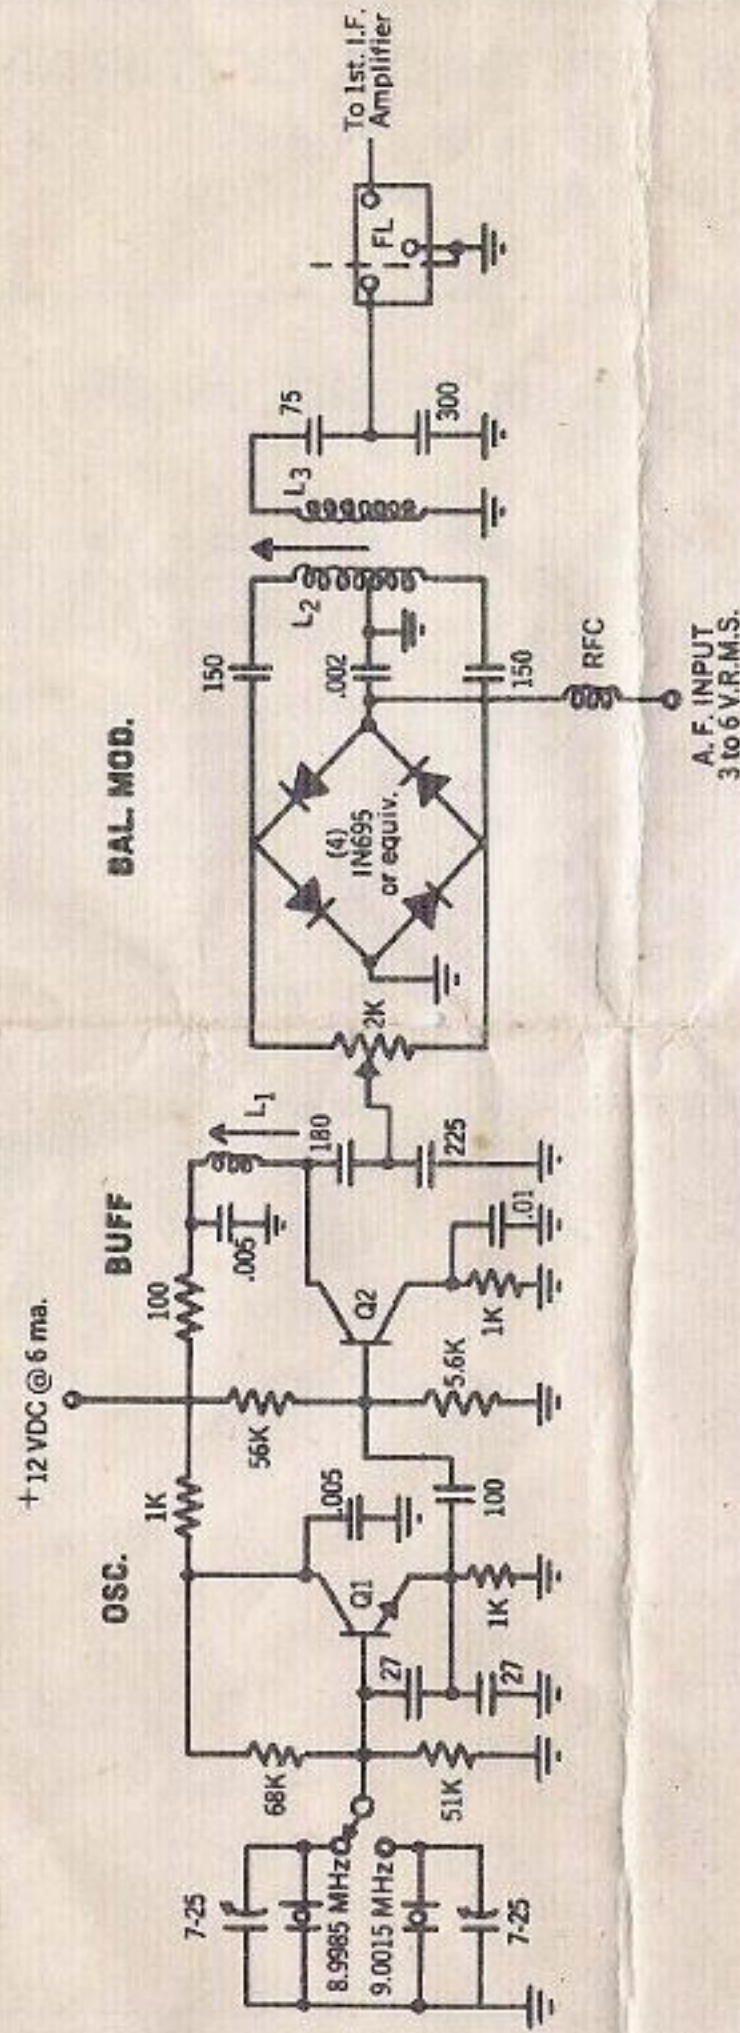 +12 VDC @ 6 ma.
OSC.
BUFF
BAL. MOD.
7-25
8.9985 MHz
9.0015 MHz
7-25
68K
51K
27
27
1K
Q1
.005
1K
100
56K
5.6K
100
Q2
1K
.01
.005
L1
180
225
2K
(4)
IN695
or equiv.
150
.002
150
L2
L3
75
300
FL
To 1st. I.F.
Amplifier
RFC
A.F. INPUT
3 to 6 V.R.M.S.